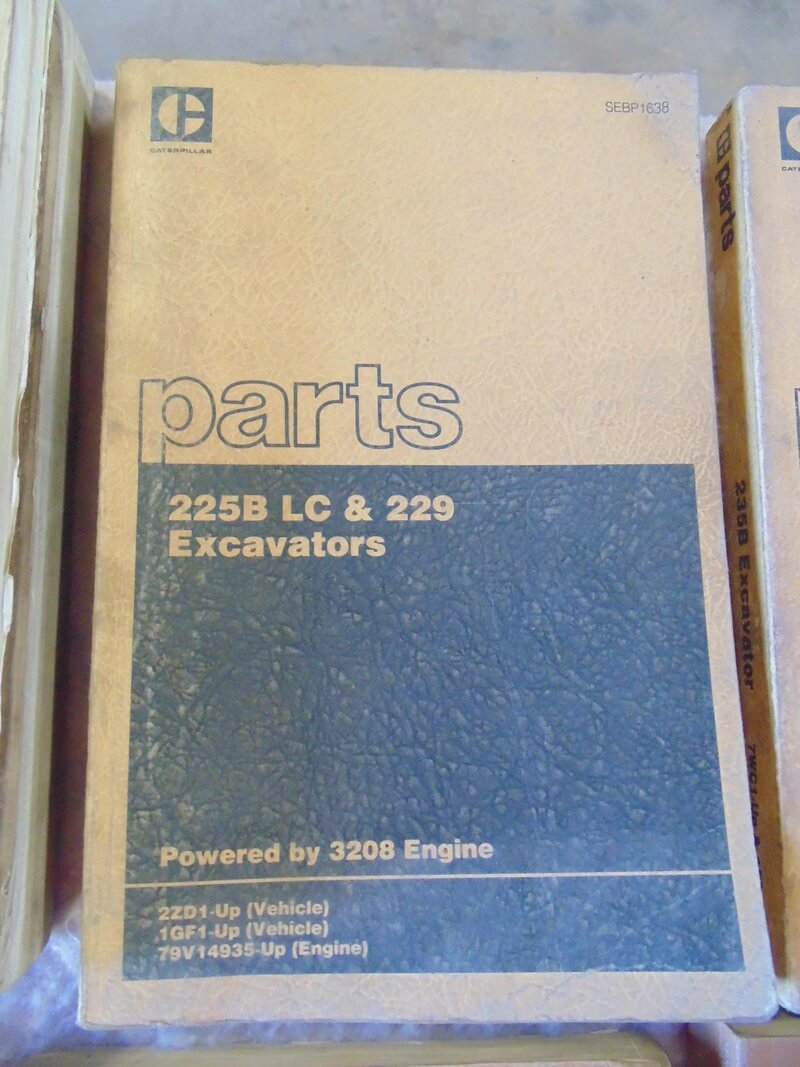 CATERPILLAR
SEBP1638
parts
225B LC & 229
Excavators
Powered by 3208 Engine
2ZD1-Up (Vehicle)
1GF1-Up (Vehicle)
79V14935-Up (Engine)
parts
235B Excavator